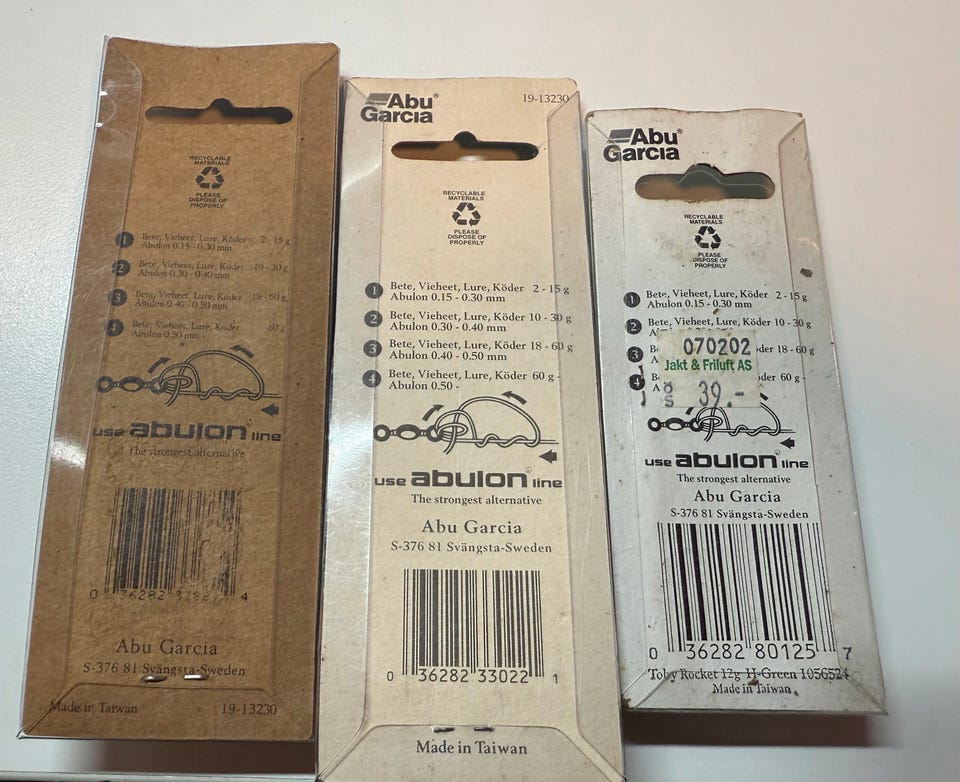 RECYCLABLE
MATERIALS
PLEASE
DISPOSE OF
PROPERLY
1 Bete, Vieheet, Lure, Köder 2 - 15 g
Abulon 0.15 - 0.30 mm
2 Bete, Vieheet, Lure, Köder 10 - 30 g
Abulon 0.30 - 0.40 mm
3 Bete, Vieheet, Lure, Köder 18 - 60 g
Abulon 0.40 - 0.50 mm
4 Bete, Vieheet, Lure, Köder 60 g
Abulon 0.50 mm
use abulon line
The strongest alternative
0 36282 4
Abu Garcia
S-376 81 Svängsta-Sweden
Made in Taiwan 19-13230
Abu® 19-13230
Garcia
RECYCLABLE
MATERIALS
PLEASE
DISPOSE OF
PROPERLY
1 Bete, Vieheet, Lure, Köder 2 - 15 g
Abulon 0.15 - 0.30 mm
2 Bete, Vieheet, Lure, Köder 10 - 30 g
Abulon 0.30 - 0.40 mm
3 Bete, Vieheet, Lure, Köder 18 - 60 g
Abulon 0.40 - 0.50 mm
4 Bete, Vieheet, Lure, Köder 60 g -
Abulon 0.50 -
use abulon® line
The strongest alternative
Abu Garcia
S-376 81 Svängsta-Sweden
0 36282 33022 1
Made in Taiwan
Abu®
Garcia
RECYCLABLE
MATERIALS
PLEASE
DISPOSE OF
PROPERLY
1 Bete, Vieheet, Lure, Köder 2 - 15 g
Abulon 0.15 - 0.30 mm
2 Bete, Vieheet, Lure, Köder 10 - 30 g
070202
3 B der 18 - 60 g
A
Jakt & Friluft AS
4 B öder 60 g -
A
39.-
use abulon® line
The strongest alternative
Abu Garcia
S-376 81 Svängsta-Sweden
0 36282 80125 7
Toby Rocket 12g H-Green 1056524
Made in Taiwan